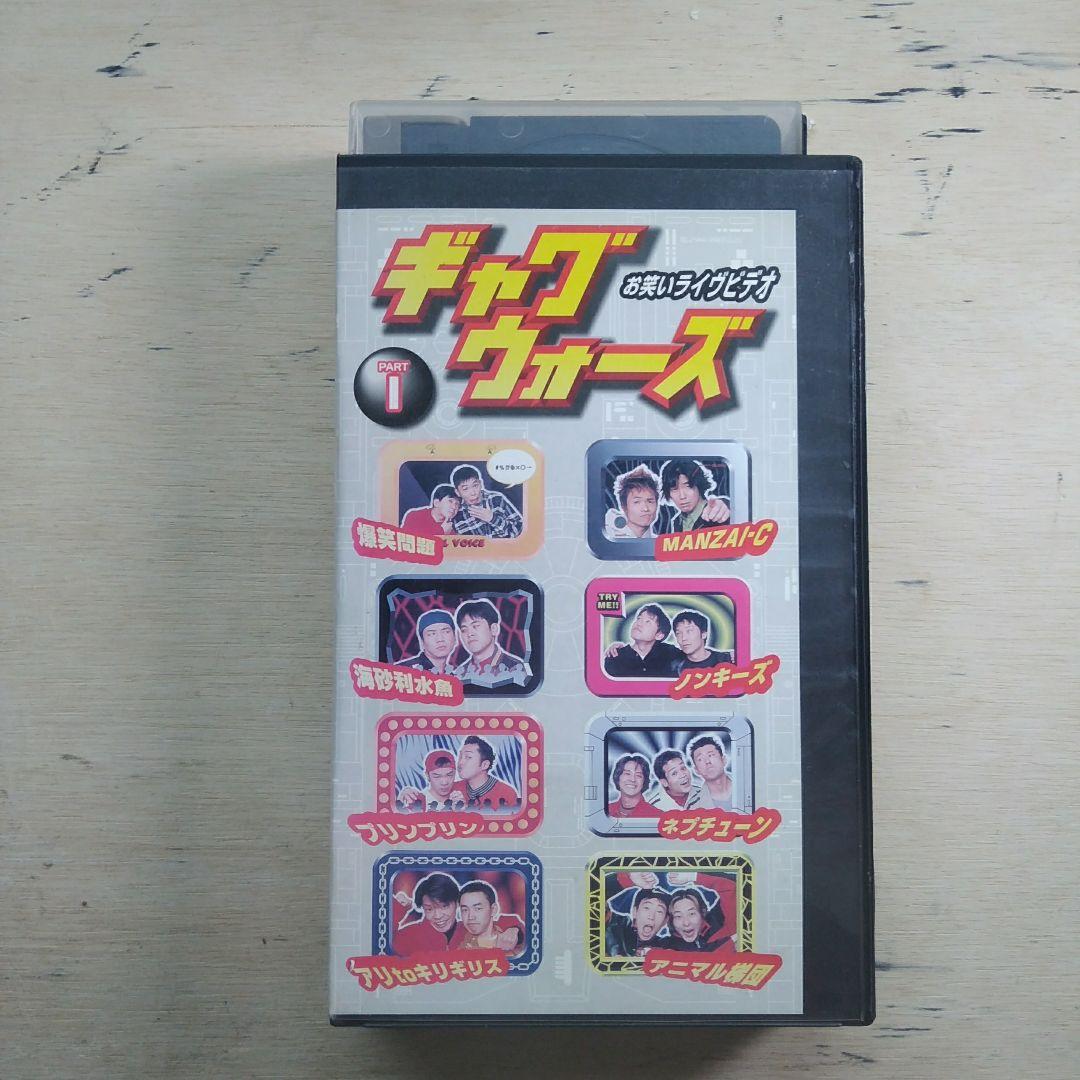 ギャグ
ウォーズ
お笑いライヴビデオ
PART
1
爆笑問題
VOICE
MANZAI-C
海砂利水魚
TRY
ME!!
ノンキーズ
プリンプリン
ネプチューン
アリtoキリギリス
アニマル梯団